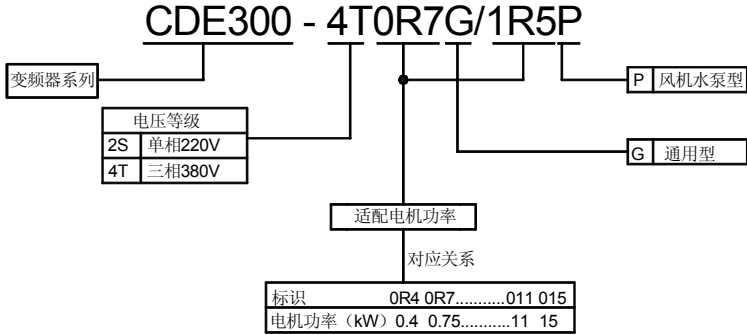 CDE300 - 4T0R7G/1R5P
变频器系列
P 风机水泵型
电压等级
2S 单相220V
4T 三相380V
G 通用型
适配电机功率
对应关系
标识 0R4 0R7...........011 015
电机功率（kW）0.4 0.75...........11 15